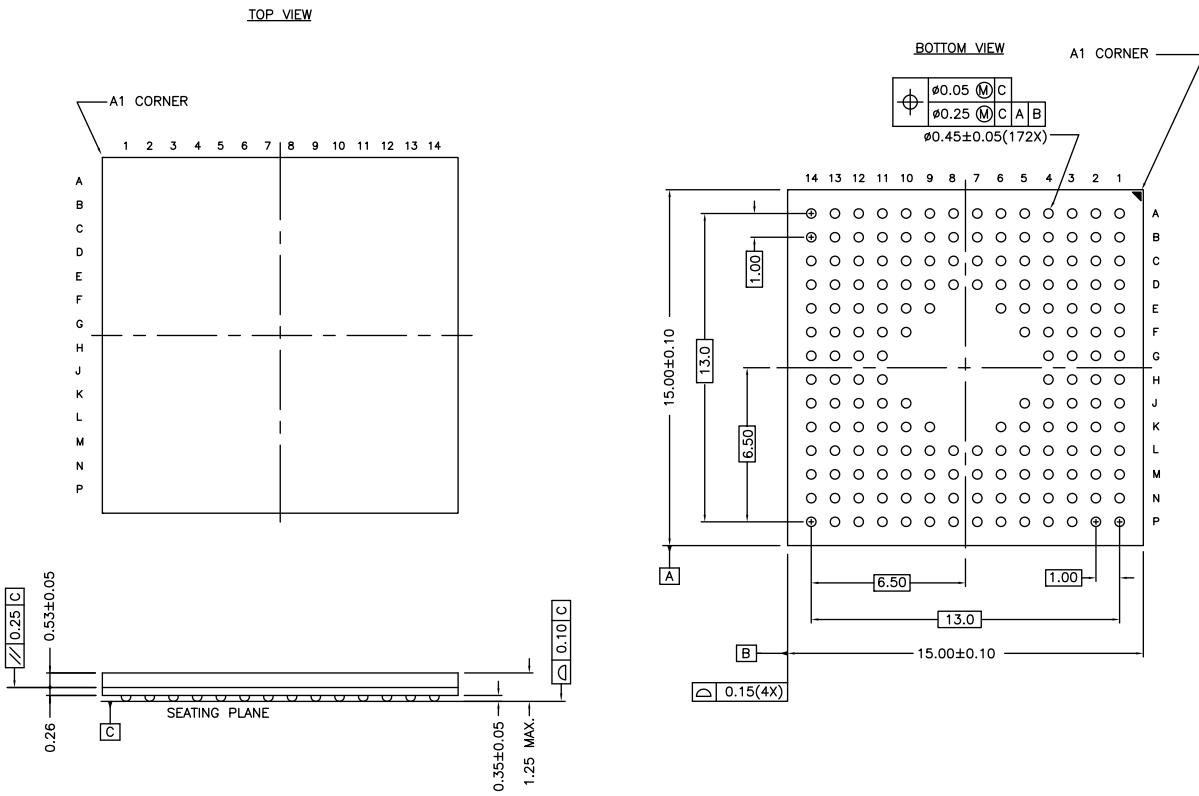 TOP VIEW
A1 CORNER
1 2 3 4 5 6 7 8 9 10 11 12 13 14
A
B
C
D
E
F
G
H
J
K
L
M
N
P
BOTTOM VIEW
A1 CORNER
⌖ ø0.05 Ⓜ C
ø0.25 Ⓜ C A B
ø0.45±0.05(172X)
14 13 12 11 10 9 8 7 6 5 4 3 2 1
A
B
C
D
E
F
G
H
J
K
L
M
N
P
1.00
13.0
15.00±0.10
6.50
A
6.50
1.00
13.0
B
15.00±0.10
⌓ 0.15(4X)
// 0.25 C
0.53±0.05
0.26
C
SEATING PLANE
0.35±0.05
1.25 MAX.
⌓ 0.10 C